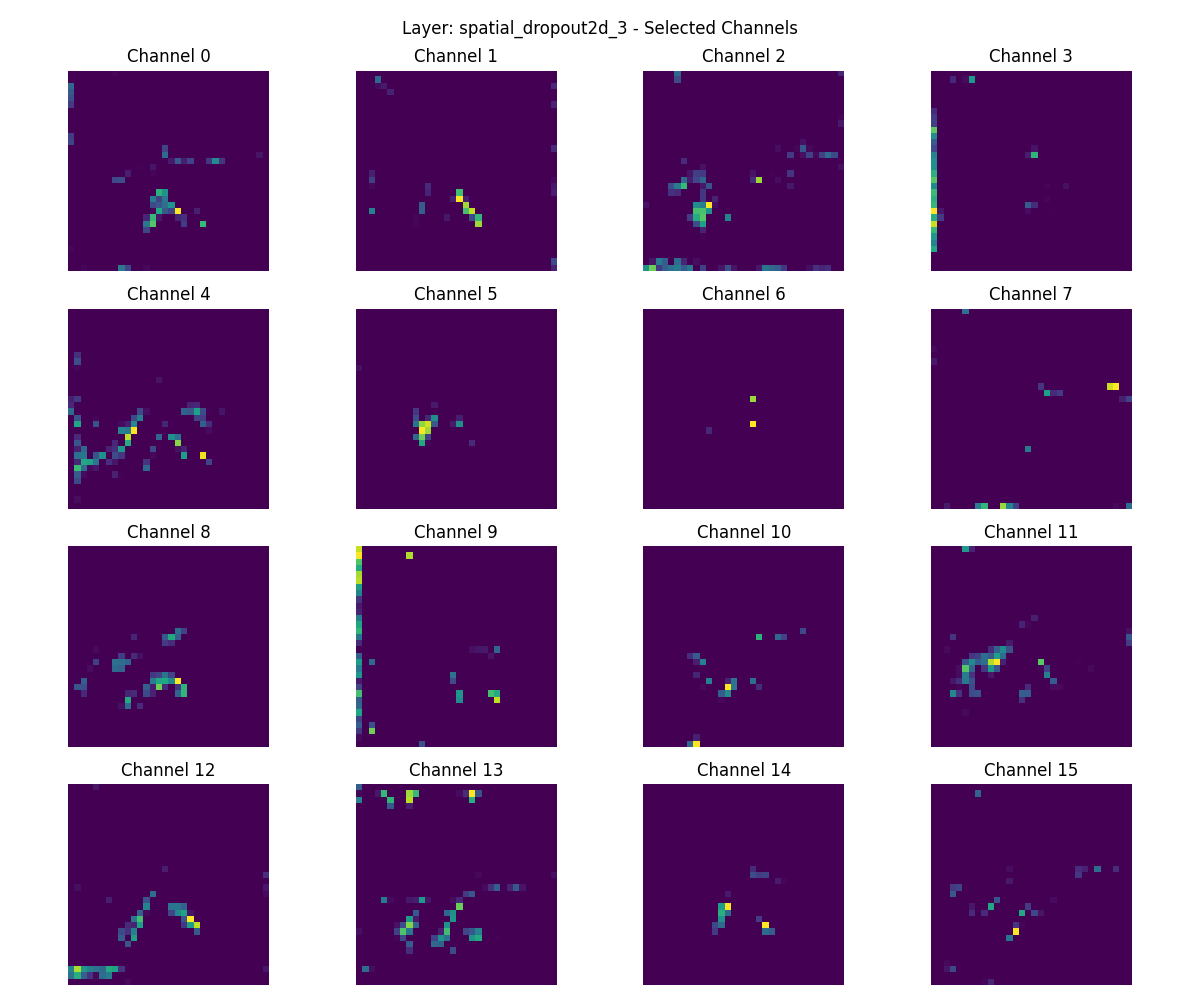 Layer: spatial_dropout2d_3 - Selected Channels
Channel 0 Channel 1 Channel 2 Channel 3
Channel 4 Channel 5 Channel 6 Channel 7
Channel 8 Channel 9 Channel 10 Channel 11
Channel 12 Channel 13 Channel 14 Channel 15